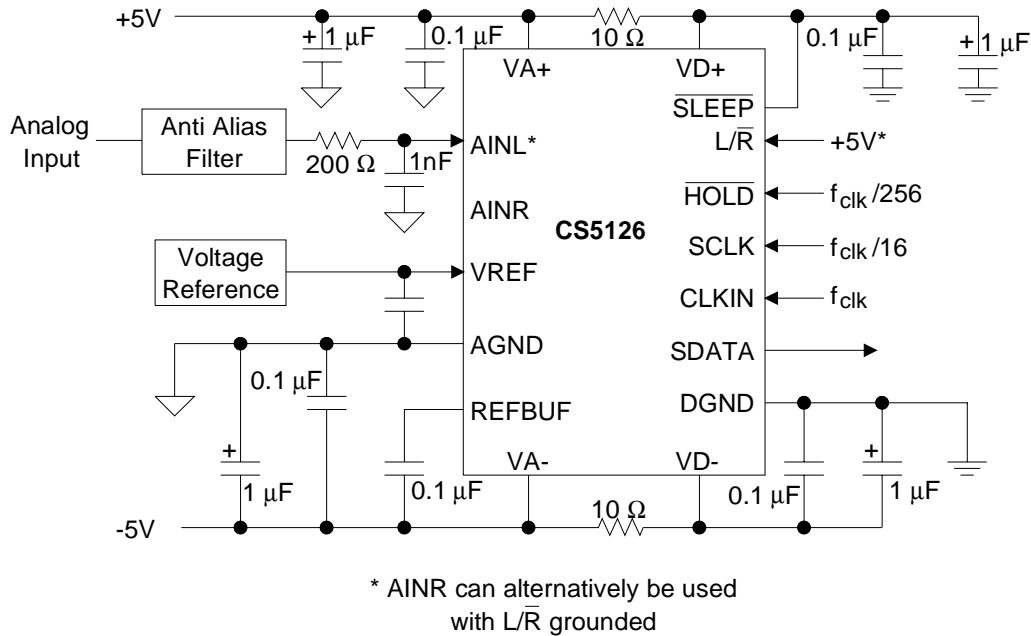 +5V
+ 1 μF
0.1 μF
10 Ω
0.1 μF
+ 1 μF
VA+
VD+
SLEEP
Analog
Input
Anti Alias
Filter
200 Ω
1nF
AINL*
L/R
+5V*
AINR
HOLD
f clk /256
CS5126
Voltage
Reference
VREF
SCLK
f clk /16
CLKIN
f clk
AGND
SDATA
0.1 μF
REFBUF
DGND
+
1 μF
0.1 μF
VA-
VD-
0.1 μF
+
1 μF
-5V
10 Ω
* AINR can alternatively be used
with L/R grounded